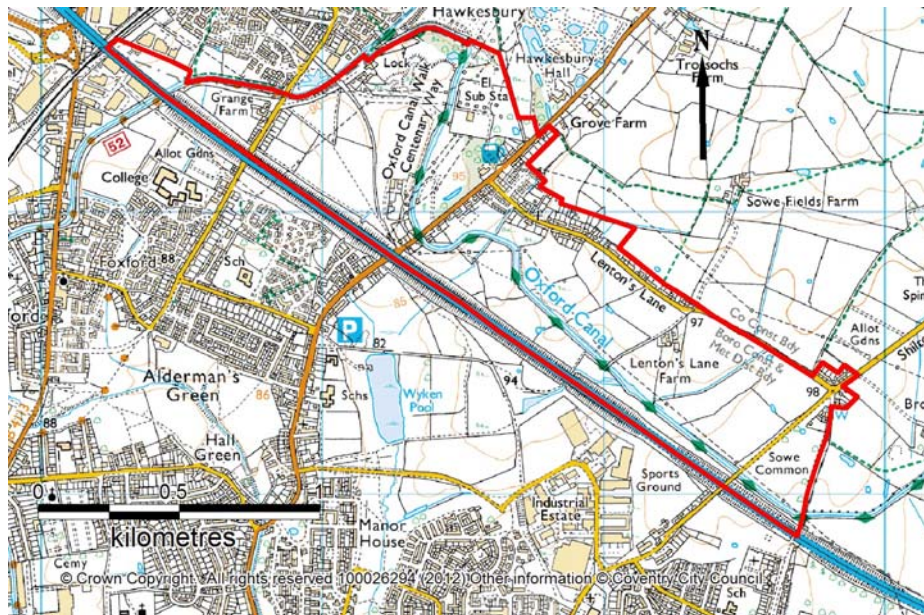 Hawkesbury
N
Hawkesbury
Hall
Trossachs
Farm
Lock
El
Sub Sta
Grange
Farm
Oxford Canal Walk
Centenary Way
Grove Farm
52
Allot Gdns
95
College
Sowe Fields Farm
Foxford
88
Sch
Lenton's Lane
Oxford Canal
85
P
82
97
Co Const Bdy
Boro Const &
Met Dist Bdy
Allot
Gdns
Lenton's Lane
Farm
94
98
Alderman's
Green
86
Schs
Wyken
Pool
W
Hall
Green
Sowe
Common
Sports
Ground
0
0.5
1
kilometres
Industrial
Estate
Manor
House
Cemy
Sch
© Crown Copyright. All rights reserved 100026294 (2012) Other information © Coventry City Council